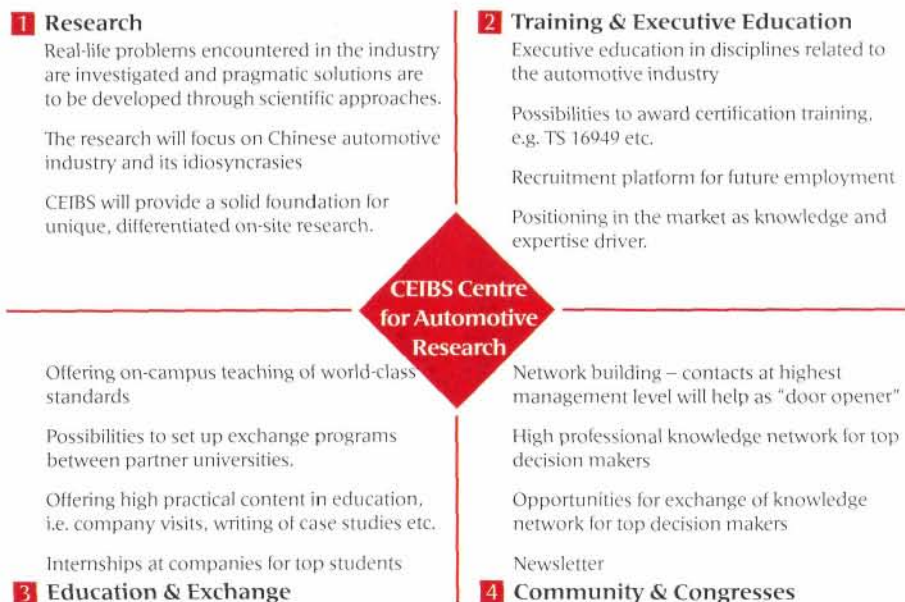 1 Research
Real-life problems encountered in the industry
are investigated and pragmatic solutions are
to be developed through scientific approaches.
The research will focus on Chinese automotive
industry and its idiosyncrasies
CEIBS will provide a solid foundation for
unique, differentiated on-site research.
2 Training & Executive Education
Executive education in disciplines related to
the automotive industry
Possibilities to award certification training,
e.g. TS 16949 etc.
Recruitment platform for future employment
Positioning in the market as knowledge and
expertise driver.
CEIBS Centre
for Automotive
Research
Offering on-campus teaching of world-class
standards
Possibilities to set up exchange programs
between partner universities.
Offering high practical content in education,
i.e. company visits, writing of case studies etc.
Internships at companies for top students
3 Education & Exchange
Network building – contacts at highest
management level will help as "door opener"
High professional knowledge network for top
decision makers
Opportunities for exchange of knowledge
network for top decision makers
Newsletter
4 Community & Congresses